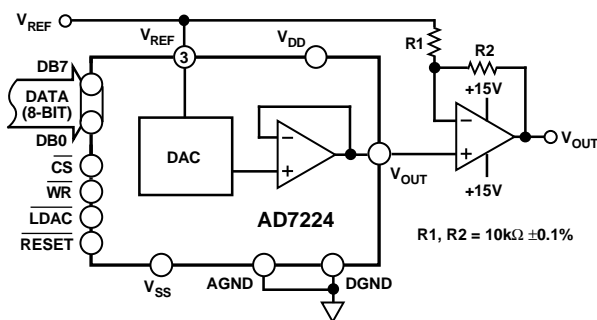 VREF
VREF
R1
R2
DB7
3
VDD
DATA
(8-BIT)
+15V
DB0
DAC
VOUT
VOUT
CS
WR
+15V
LDAC
AD7224
R1, R2 = 10kΩ ±0.1%
RESET
VSS
AGND
DGND